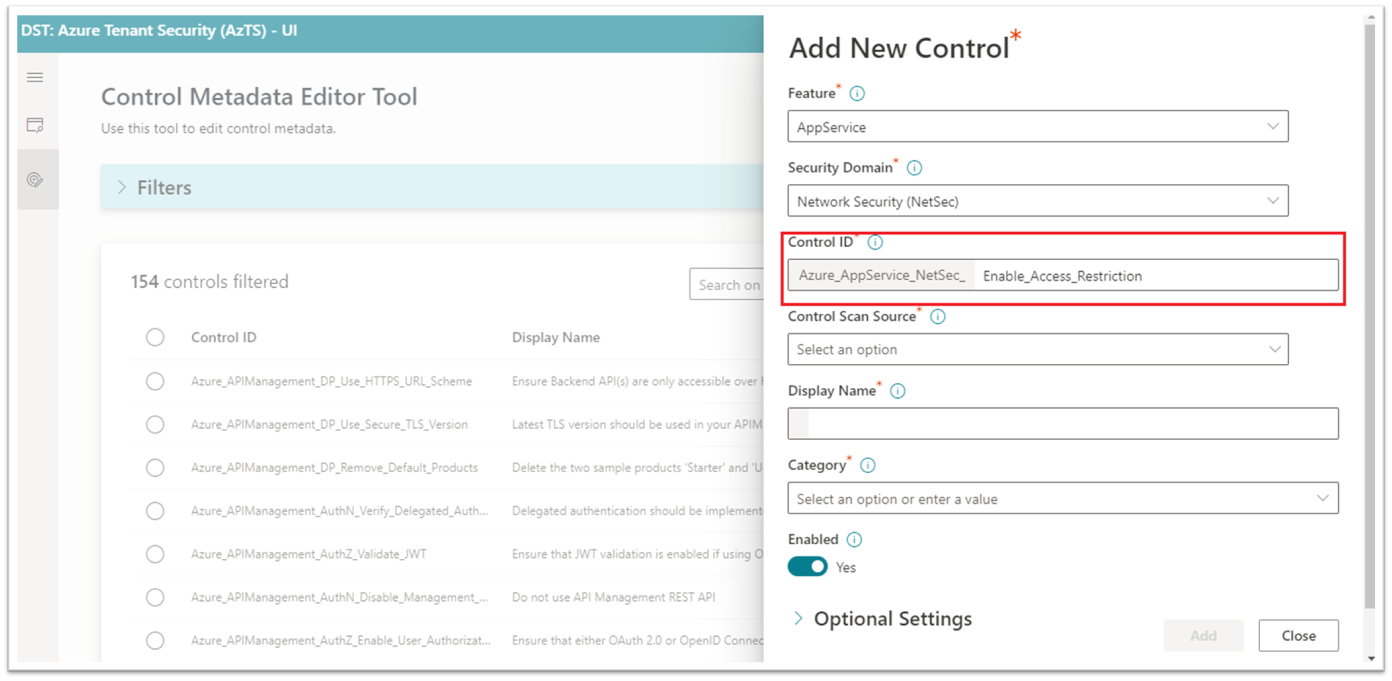 DST: Azure Tenant Security (AzTS) - UI
Control Metadata Editor Tool
Use this tool to edit control metadata.
Filters
154 controls filtered
Search on
Control ID Display Name
Azure_APIManagement_DP_Use_HTTPS_URL_Scheme Ensure Backend API(s) are only accessible over
Azure_APIManagement_DP_Use_Secure_TLS_Version Latest TLS version should be used in your APIM
Azure_APIManagement_DP_Remove_Default_Products Delete the two sample products 'Starter' and 'U
Azure_APIManagement_AuthN_Verify_Delegated_Auth... Delegated authentication should be implement
Azure_APIManagement_AuthZ_Validate_JWT Ensure that JWT validation is enabled if using O
Azure_APIManagement_AuthN_Disable_Management_... Do not use API Management REST API
Azure_APIManagement_AuthZ_Enable_User_Authorizat... Ensure that either OAuth 2.0 or OpenID Connec
Add New Control*
Feature*
AppService
Security Domain*
Network Security (NetSec)
Control ID*
Azure_AppService_NetSec_ Enable_Access_Restriction
Control Scan Source*
Select an option
Display Name*
Category*
Select an option or enter a value
Enabled
Yes
Optional Settings
Add Close